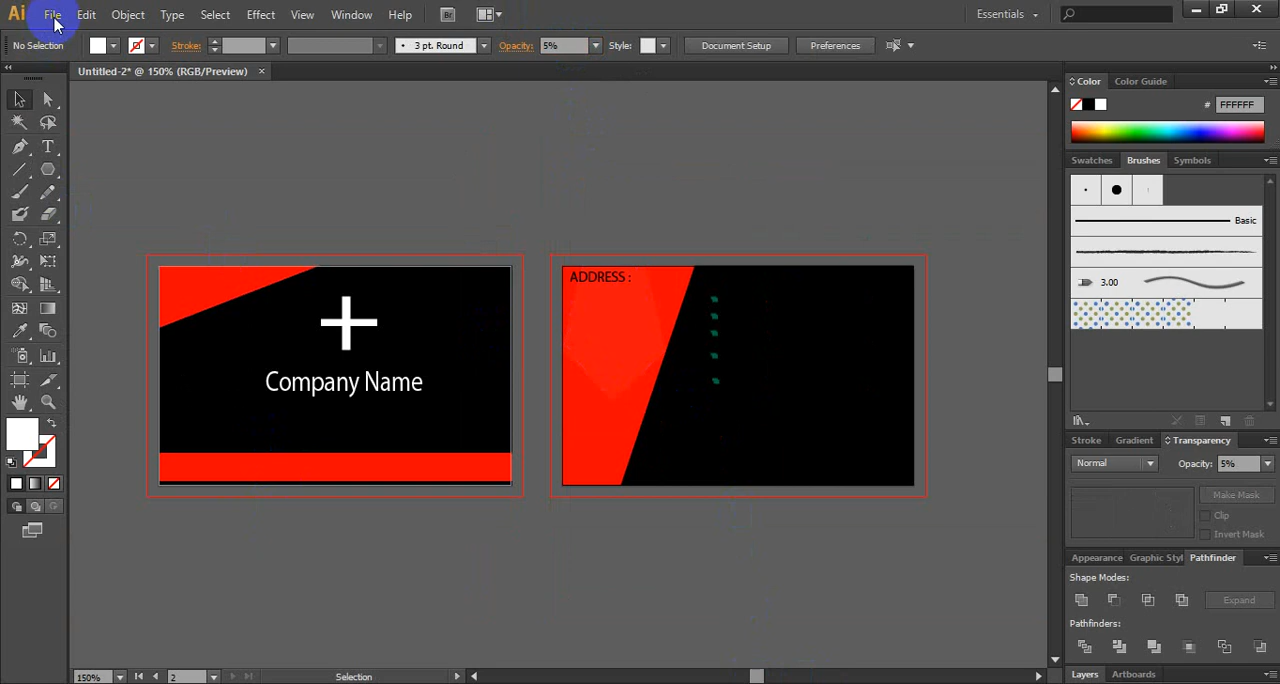 Ai File Edit Object Type Select Effect View Window Help Br Essentials
No Selection Stroke: 3 pt. Round Opacity: 5% Style: Document Setup Preferences
Untitled-2* @ 150% (RGB/Preview) ×
Color Color Guide
# FFFFFF
Swatches Brushes Symbols
Basic
3.00
ADDRESS :
Company Name
Stroke Gradient Transparency
Normal Opacity: 5%
Make Mask
Clip
Invert Mask
Appearance Graphic Styl Pathfinder
Shape Modes:
Expand
Pathfinders:
Layers Artboards
150% 2 Selection